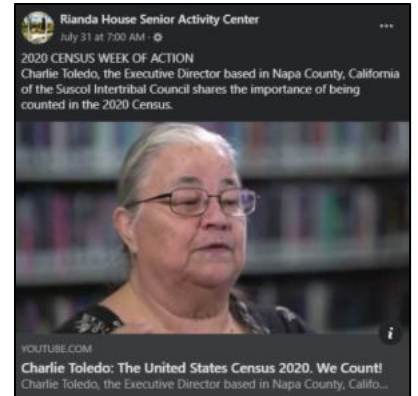 Rianda House Senior Activity Center
July 31 at 7:00 AM ·
2020 CENSUS WEEK OF ACTION
Charlie Toledo, the Executive Director based in Napa County, California
of the Suscol Intertribal Council shares the importance of being
counted in the 2020 Census.
i
YOUTUBE.COM
Charlie Toledo: The United States Census 2020. We Count!
Charlie Toledo, the Executive Director based in Napa County, Califo...